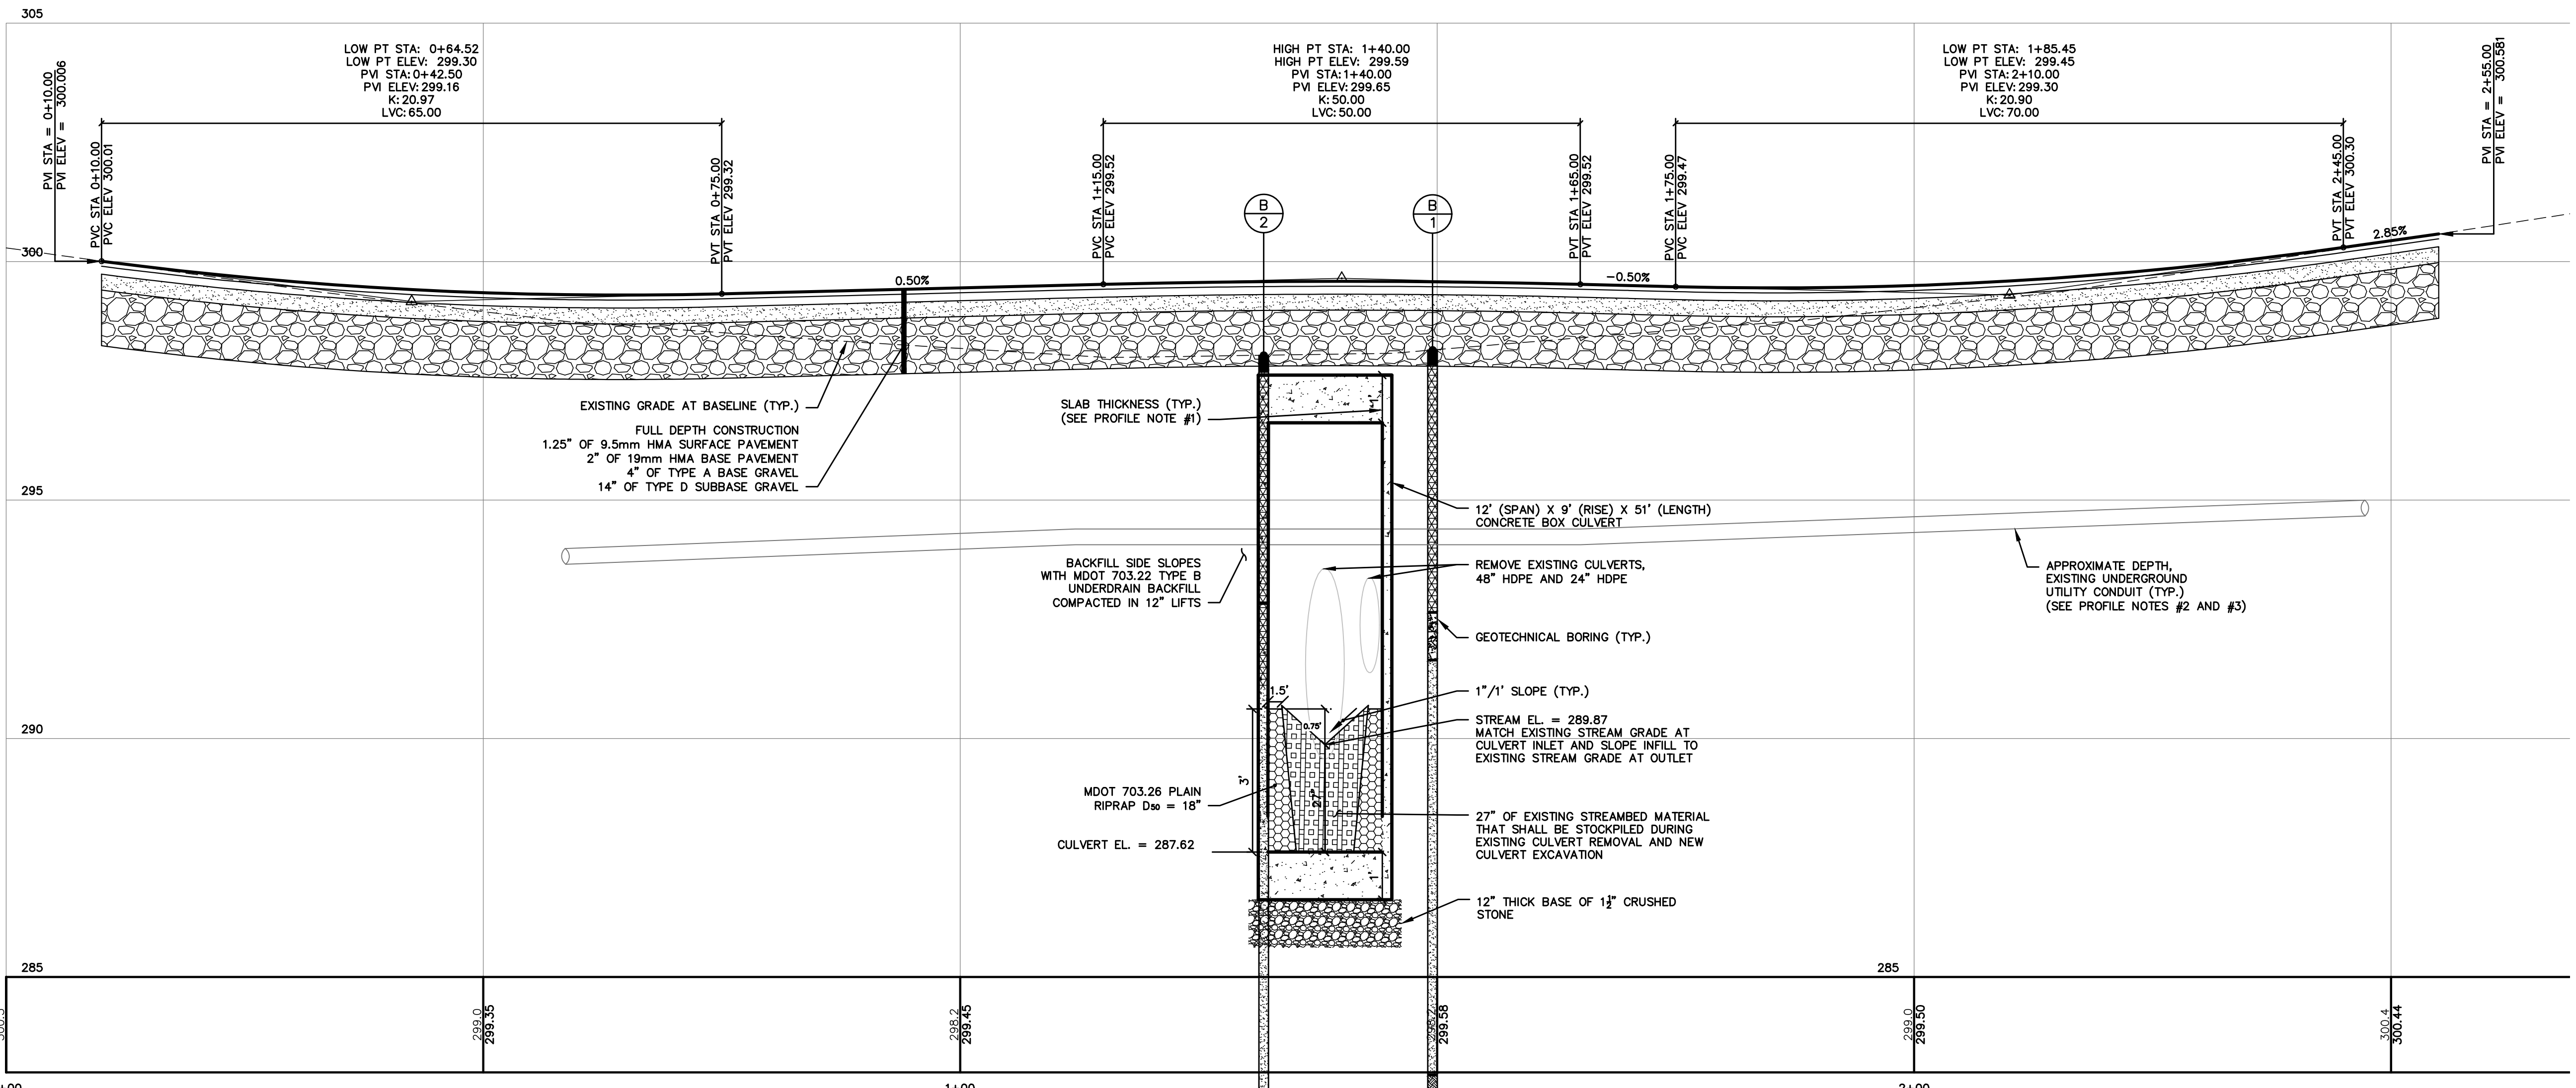 305
LOW PT STA: 0+64.52
LOW PT ELEV: 299.30
PVI STA: 0+42.50
PVI ELEV: 299.16
K: 20.97
LVC: 65.00
HIGH PT STA: 1+40.00
HIGH PT ELEV: 299.59
PVI STA: 1+40.00
PVI ELEV: 299.65
K: 50.00
LVC: 50.00
LOW PT STA: 1+85.45
LOW PT ELEV: 299.45
PVI STA: 2+10.00
PVI ELEV: 299.30
K: 20.90
LVC: 70.00
PVI STA = 0+10.00
PVI ELEV = 300.006
PVC STA 0+10.00
PVC ELEV 300.01
PVT STA 0+75.00
PVT ELEV 299.32
PVC STA 1+15.00
PVC ELEV 299.52
B
2
B
1
PVT STA 1+65.00
PVT ELEV 299.52
PVC STA 1+75.00
PVC ELEV 299.47
PVT STA 2+45.00
PVT ELEV 300.30
PVI STA = 2+55.00
PVI ELEV = 300.581
300
0.50%
-0.50%
2.85%
EXISTING GRADE AT BASELINE (TYP.)
FULL DEPTH CONSTRUCTION
1.25" OF 9.5mm HMA SURFACE PAVEMENT
2" OF 19mm HMA BASE PAVEMENT
4" OF TYPE A BASE GRAVEL
14" OF TYPE D SUBBASE GRAVEL
SLAB THICKNESS (TYP.)
(SEE PROFILE NOTE #1)
1'
295
12' (SPAN) X 9' (RISE) X 51' (LENGTH)
CONCRETE BOX CULVERT
BACKFILL SIDE SLOPES
WITH MDOT 703.22 TYPE B
UNDERDRAIN BACKFILL
COMPACTED IN 12" LIFTS
REMOVE EXISTING CULVERTS,
48" HDPE AND 24" HDPE
APPROXIMATE DEPTH,
EXISTING UNDERGROUND
UTILITY CONDUIT (TYP.)
(SEE PROFILE NOTES #2 AND #3)
GEOTECHNICAL BORING (TYP.)
1.5'
1"/1' SLOPE (TYP.)
0.75'
290
STREAM EL. = 289.87
MATCH EXISTING STREAM GRADE AT
CULVERT INLET AND SLOPE INFILL TO
EXISTING STREAM GRADE AT OUTLET
3'
27"
MDOT 703.26 PLAIN
RIPRAP D50 = 18"
27" OF EXISTING STREAMBED MATERIAL
THAT SHALL BE STOCKPILED DURING
EXISTING CULVERT REMOVAL AND NEW
CULVERT EXCAVATION
CULVERT EL. = 287.62
1'
12" THICK BASE OF 1½" CRUSHED
STONE
285
285
299.0
299.35
298.2
299.45
299.58
299.0
299.50
300.4
300.44
1+00
2+00